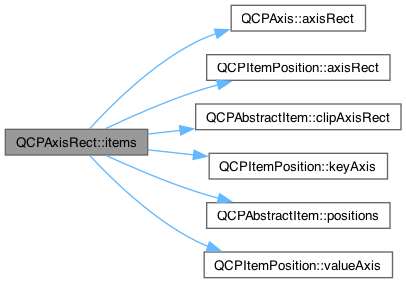 QCPAxis::axisRect
QCPItemPosition::axisRect
QCPAbstractItem::clipAxisRect
QCPAxisRect::items
QCPItemPosition::keyAxis
QCPAbstractItem::positions
QCPItemPosition::valueAxis